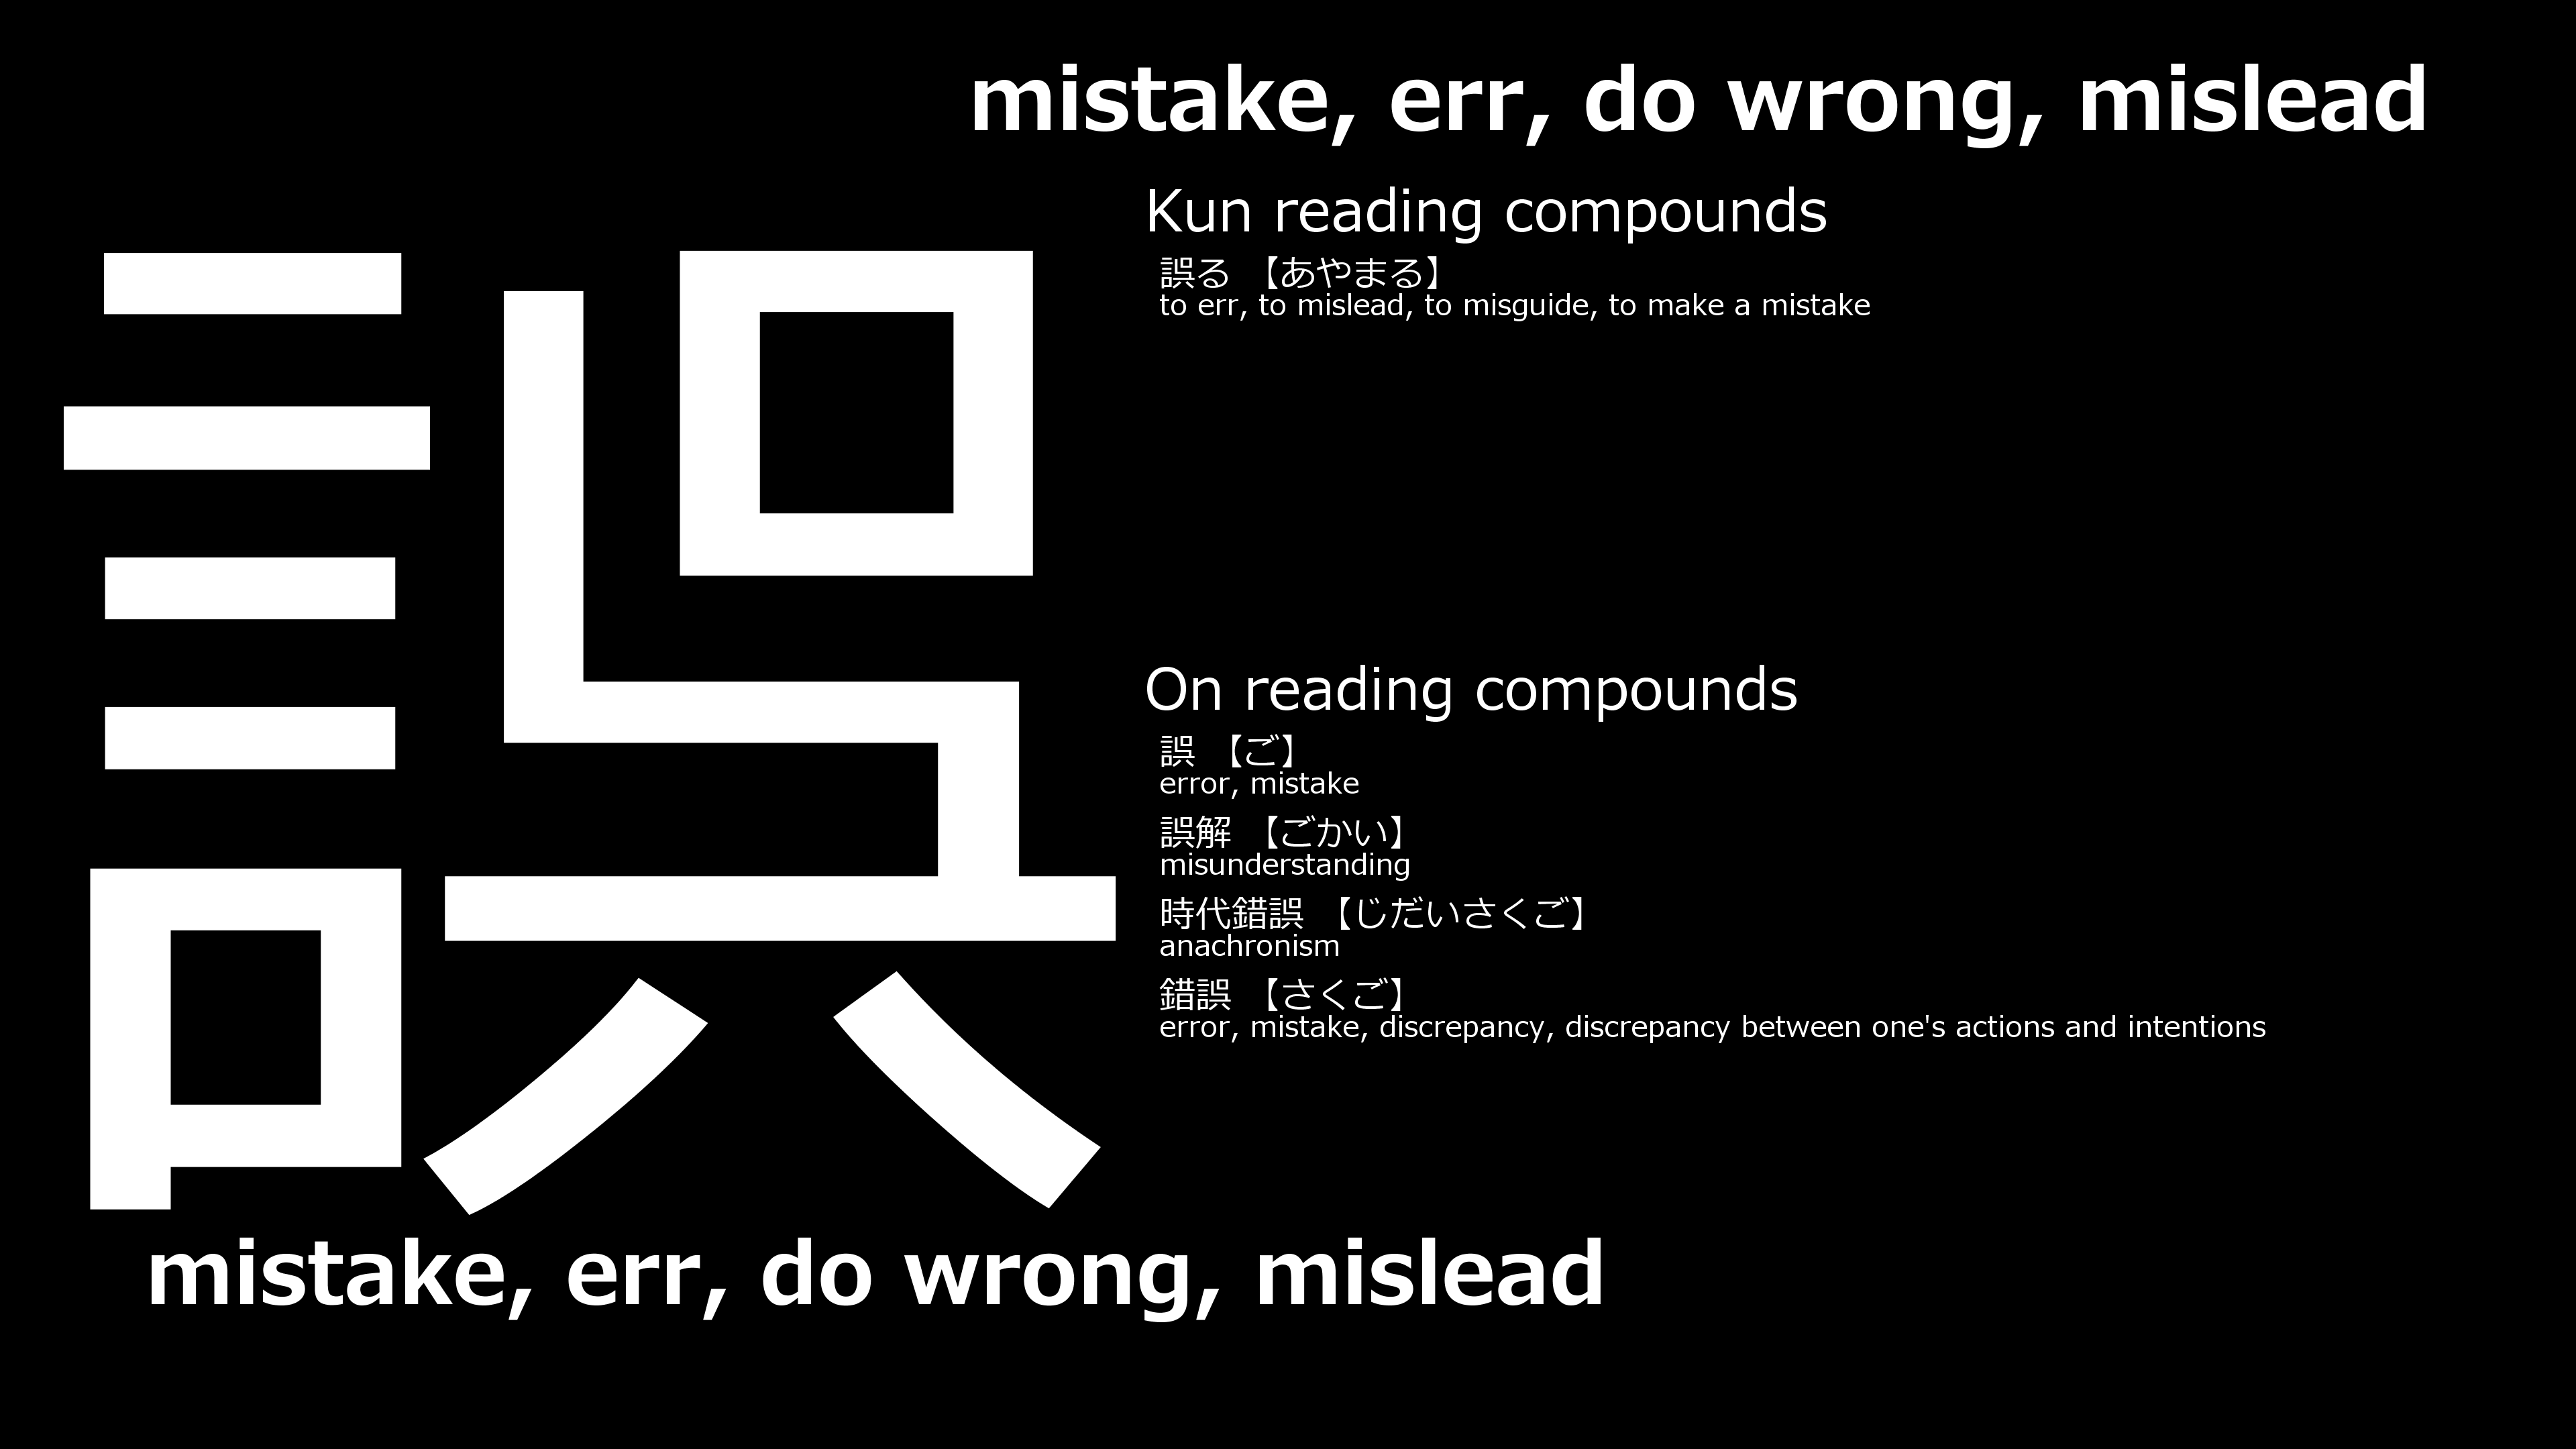 mistake, err, do wrong, mislead
誤
Kun reading compounds
誤る 【あやまる】
to err, to mislead, to misguide, to make a mistake
On reading compounds
誤 【ご】
error, mistake
誤解 【ごかい】
misunderstanding
時代錯誤 【じだいさくご】
anachronism
錯誤 【さくご】
error, mistake, discrepancy, discrepancy between one's actions and intentions
mistake, err, do wrong, mislead